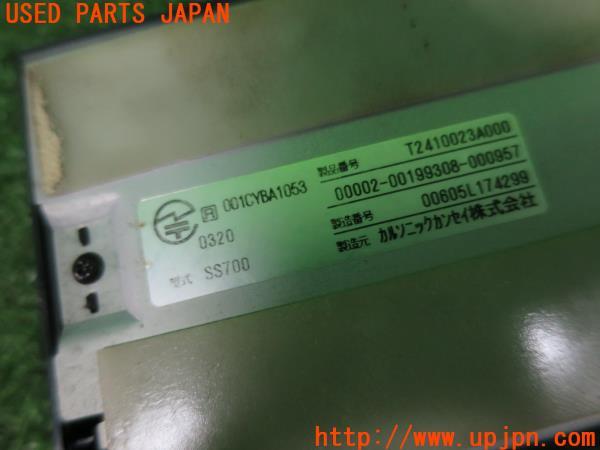 USED PARTS JAPAN
R 001CYBA1053
0320
型式 SS700
製品番号 T2410023A000
00002-00199308-000957
製造番号 00605L174299
製造元 カルソニックカンセイ株式会社
http://www.upjpn.com